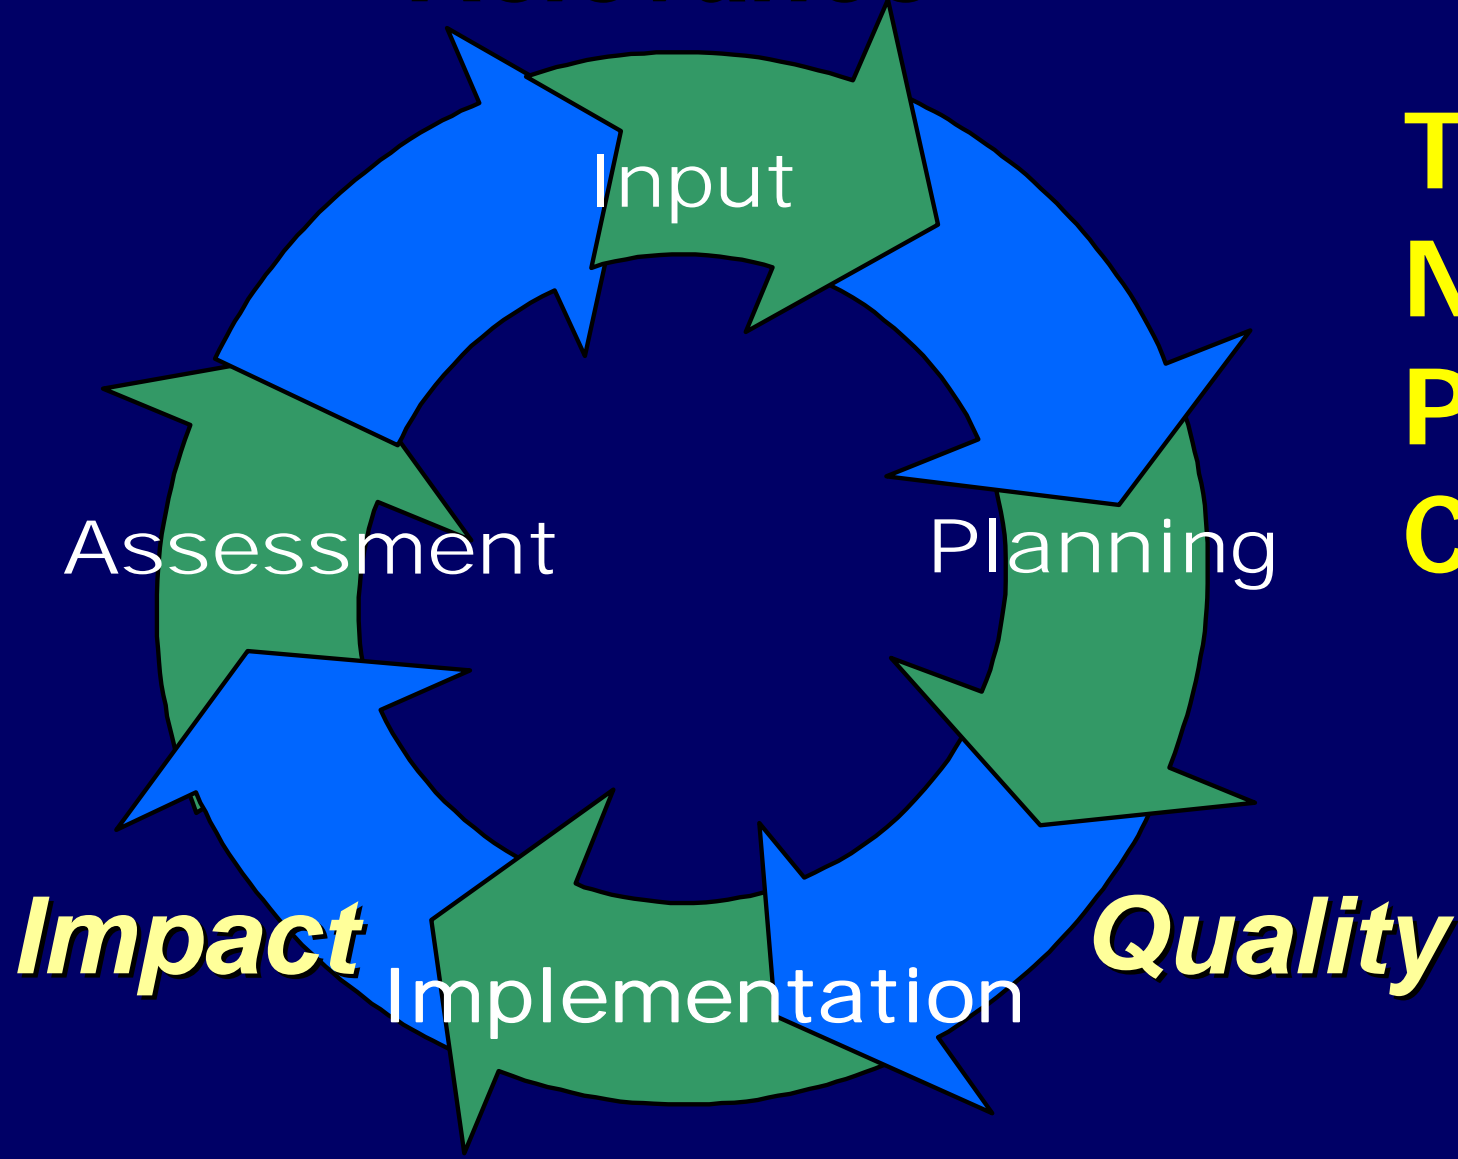 Input
T
N
P
Assessment
Planning
C
Impact
Quality
Implementation